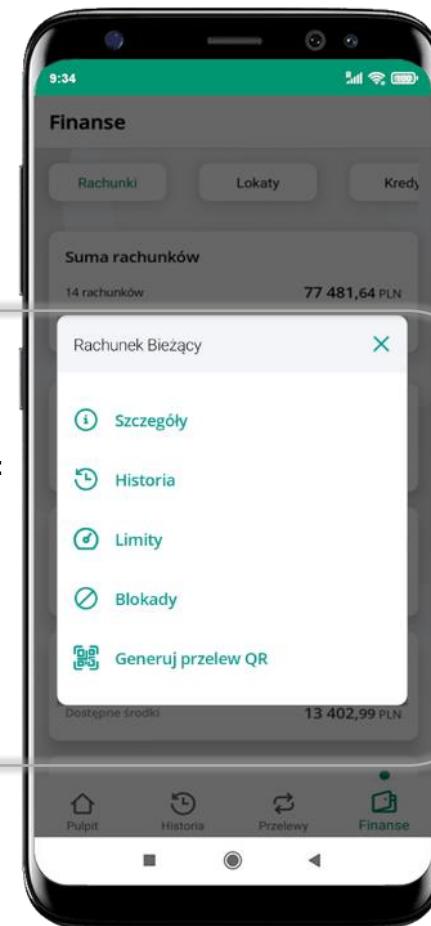 9:34
Finanse
Rachunki Lokaty Kredy
Suma rachunków
14 rachunków 77 481,64 PLN
Rachunek Bieżący
:
Szczegóły
Historia
Limity
Blokady
Generuj przelew QR
Dostępne środki 13 402,99 PLN
Pulpit Historia Przelewy Finanse